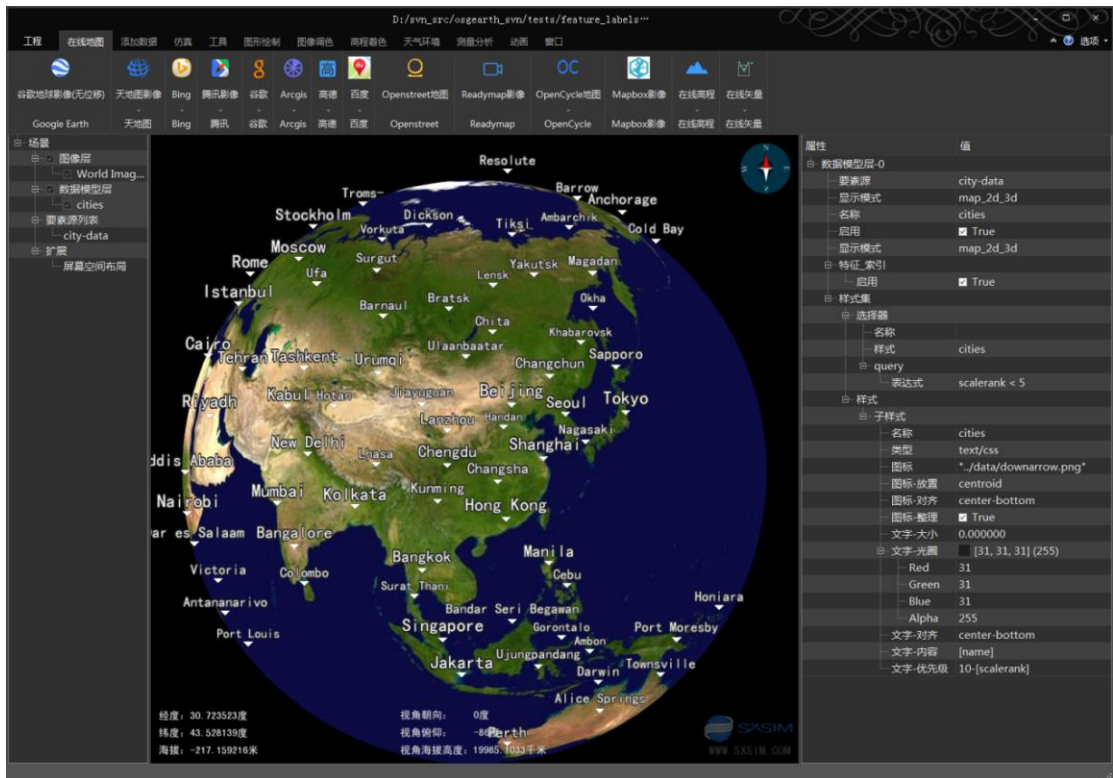 D:/svn_src/osgearth_svn/tests/feature_labels…
工程 在线地图 添加数据 仿真 工具 图形绘制 图像调色 高程着色 天气环境 测量分析 动画 窗口 选项
谷歌地球影像(无位移) 天地图影像 Bing 腾讯影像 谷歌 Arcgis 高德 百度 Openstreet地图 Readymap影像 OpenCycle地图 Mapbox影像 在线高程 在线矢量
Google Earth 天地图 Bing 腾讯 谷歌 Arcgis 高德 百度 Openstreet Readymap OpenCycle Mapbox影像 在线高程 在线矢量
场景
图像层
World Imag...
数据模型层
cities
要素源列表
city-data
扩展
屏幕空间布局
Resolute
Troms- Barrow
Anchorage
Stockholm Dickson Tiksi Ambarchik
Vorkuta Cold Bay
Moscow
Rome Ufa Surgut Yakutsk Magadan
Lensk
Istanbul Barnaul Bratsk Okha
Chita
Khabarovsk
Cairo Ulaanbaatar
Tehran Tashkent Urumqi Changchun Sapporo
Riyadh Kabul Hotan Jiayuguan Beijing Seoul Tokyo
Lanzhou Handan
Nagasaki
New Delhi Lhasa Chengdu Shanghai
ddis Ababa Changsha
Nairobi Mumbai Kolkata Kunming Hong Kong
ar es Salaam Bangalore
Bangkok Manila
Victoria Colombo Cebu
Surat Thani
Antananarivo Bandar Seri Begawan Honiara
Port Louis Singapore Gorontalo Port Moresby
Ambon
Jakarta Ujungpandang Townsville
Darwin
Alice Springs
Perth
经度：30.723523度 视角朝向： 0度
纬度：43.528139度 视角俯仰：
海拔：-217.159216米 视角海拔高度：19985.1033千米
SXSIM
WWW.SXSIM.COM
属性 值
数据模型层-0
要素源 city-data
显示模式 map_2d_3d
名称 cities
启用 True
显示模式 map_2d_3d
特征_索引
启用 True
样式集
选择器
名称
样式 cities
query
表达式 scalerank < 5
样式
子样式
名称 cities
类型 text/css
图标 "../data/downarrow.png"
图标-放置 centroid
图标-对齐 center-bottom
图标-整理 True
文字-大小 0.000000
文字-光圈 [31, 31, 31] (255)
Red 31
Green 31
Blue 31
Alpha 255
文字-对齐 center-bottom
文字-内容 [name]
文字-优先级 10-[scalerank]